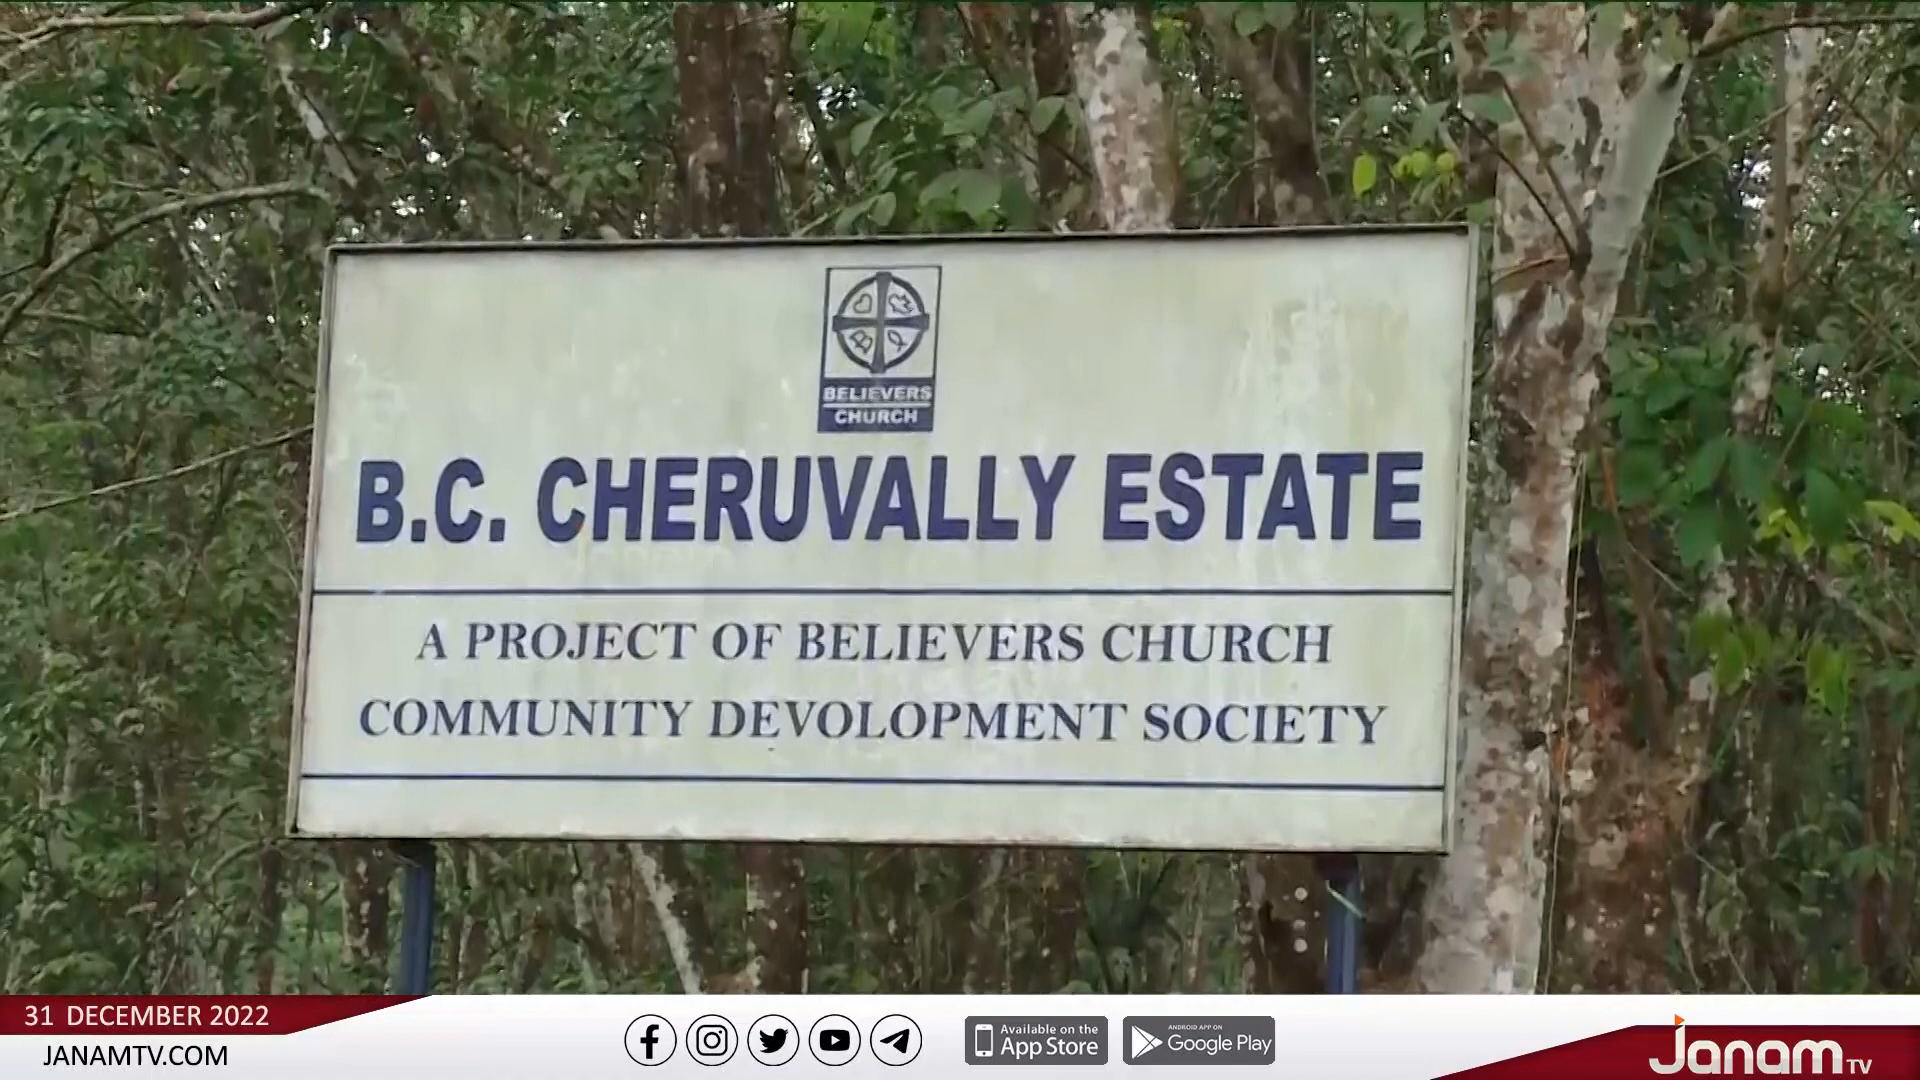 BELIEVERS
CHURCH
B.C. CHERUVALLY ESTATE
A PROJECT OF BELIEVERS CHURCH
COMMUNITY DEVOLOPMENT SOCIETY
31 DECEMBER 2022
JANAMTV.COM
Available on the
App Store
ANDROID APP ON
Google Play
Janam TV